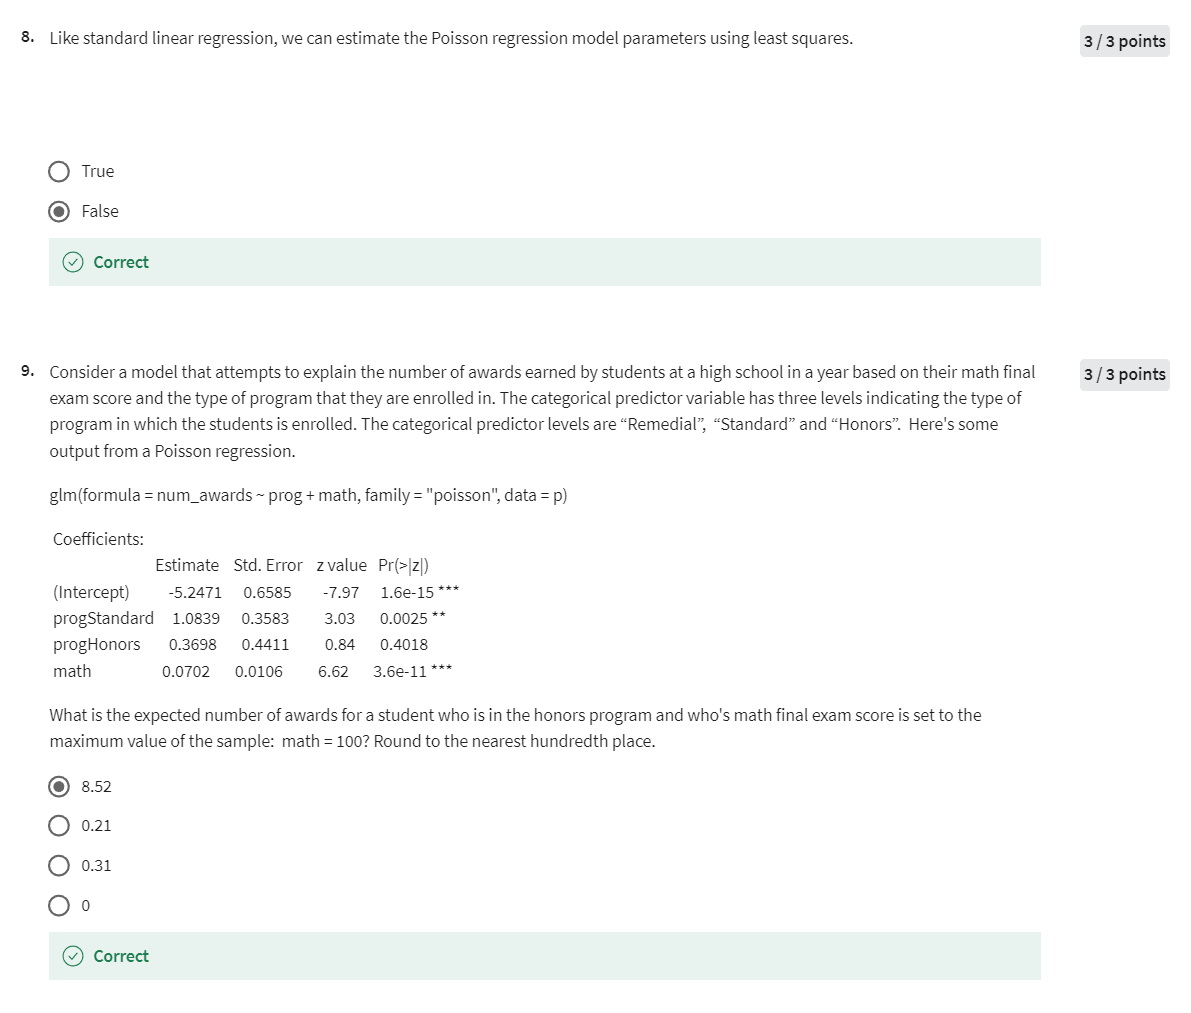 8. Like standard linear regression, we can estimate the Poisson regression model parameters using least squares.
3 / 3 points
True
False
Correct
9. Consider a model that attempts to explain the number of awards earned by students at a high school in a year based on their math final
3 / 3 points
exam score and the type of program that they are enrolled in. The categorical predictor variable has three levels indicating the type of
program in which the students is enrolled. The categorical predictor levels are “Remedial”, “Standard” and “Honors”. Here's some
output from a Poisson regression.
glm(formula = num_awards ~ prog + math, family = "poisson", data = p)
Coefficients:
Estimate Std. Error z value Pr(>|z|)
(Intercept) -5.2471 0.6585 -7.97 1.6e-15 ***
progStandard 1.0839 0.3583 3.03 0.0025 **
progHonors 0.3698 0.4411 0.84 0.4018
math 0.0702 0.0106 6.62 3.6e-11 ***
What is the expected number of awards for a student who is in the honors program and who's math final exam score is set to the
maximum value of the sample: math = 100? Round to the nearest hundredth place.
8.52
0.21
0.31
0
Correct